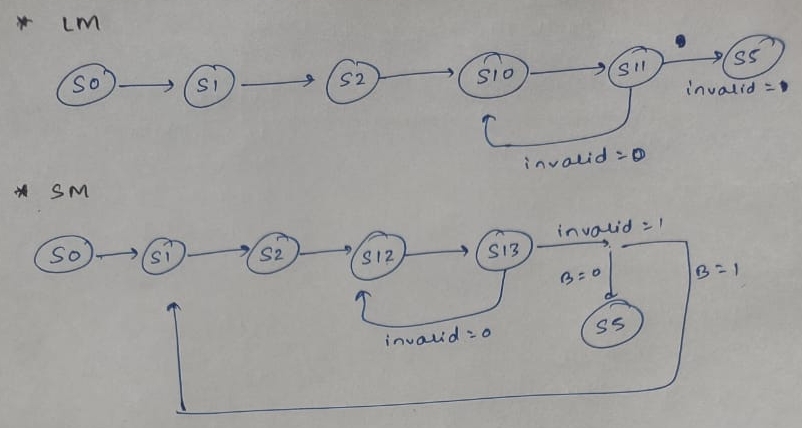 * LM
S0 S1 S2 S10 S11 S5
invalid =
invalid = 0
* SM
S0 S1 S2 S12 S13 invalid = 1
B = 0 B = 1
S5
invalid = 0